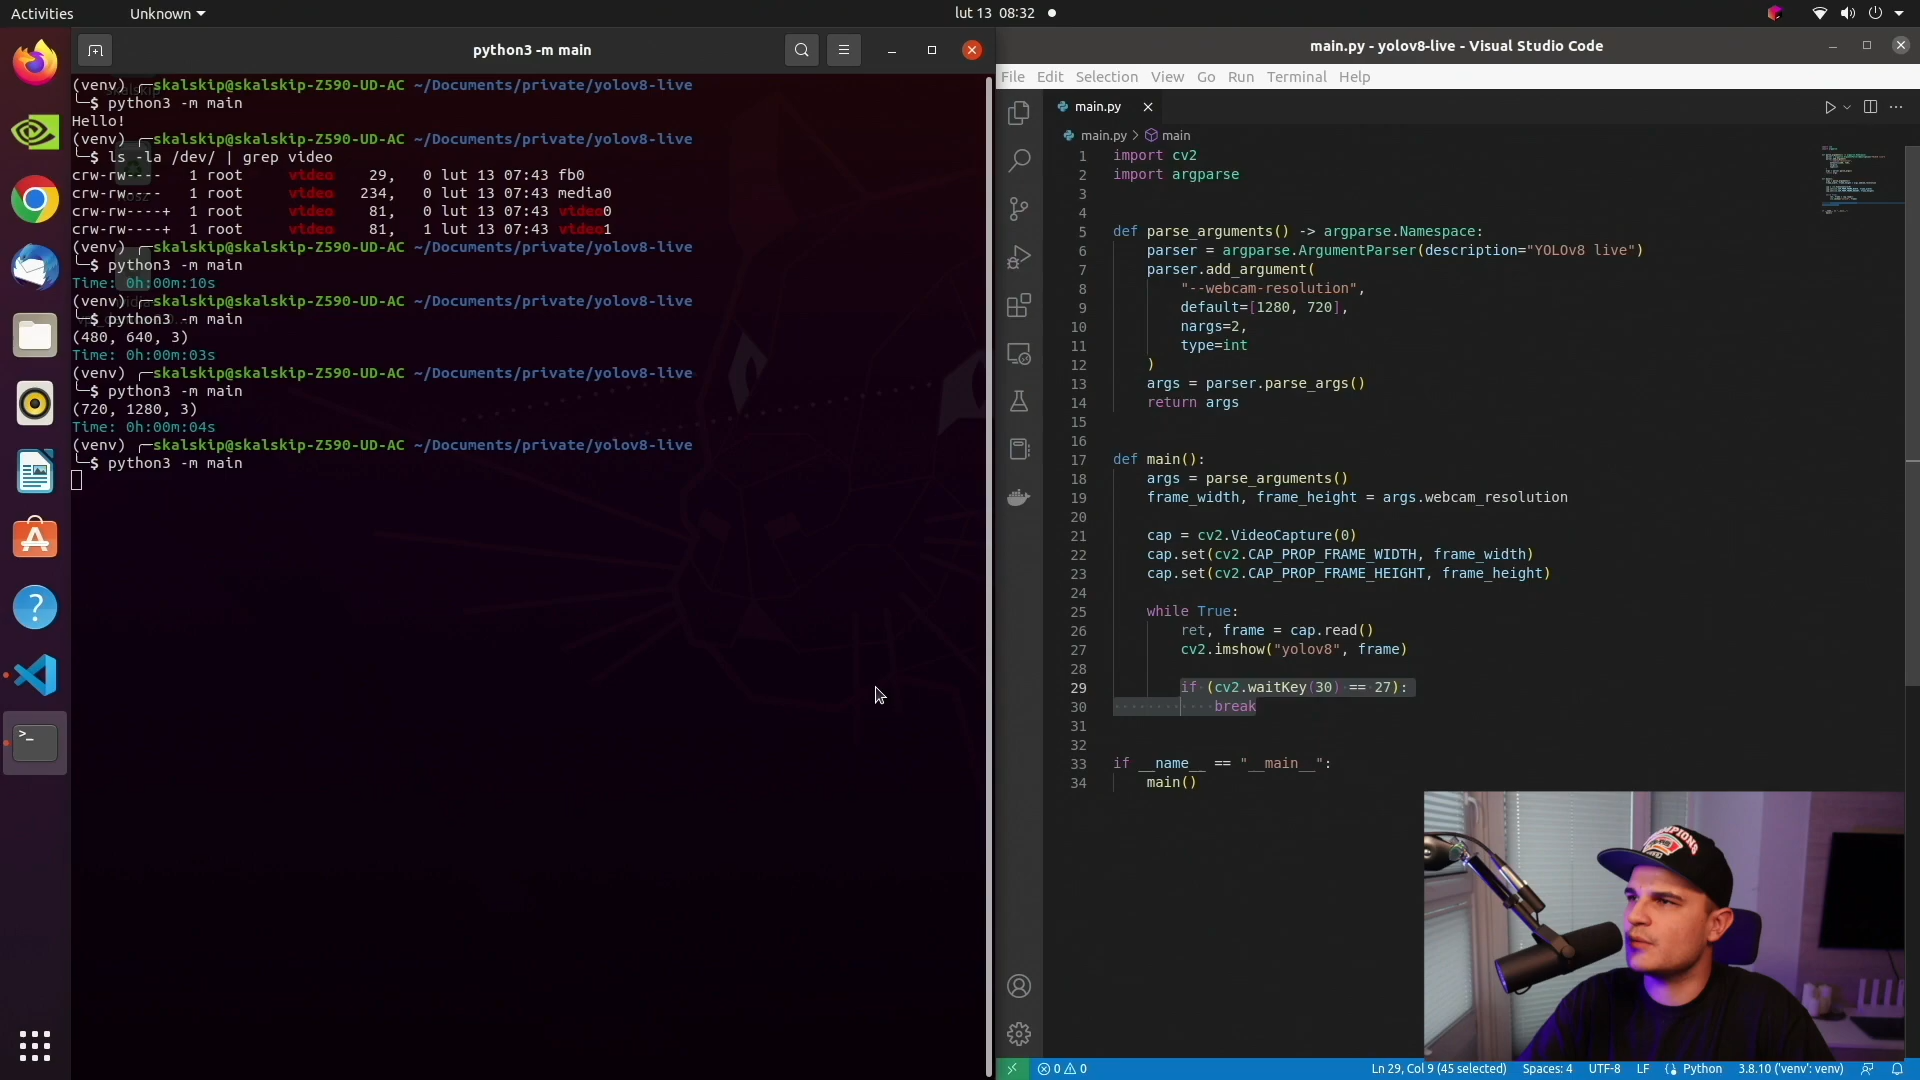 Activities
Unknown
lut 13 08:32
python3 -m main
(venv) ╭─skalskip@skalskip-Z590-UD-AC ~/Documents/private/yolov8-live
╰─$ python3 -m main
Hello!
(venv) ╭─skalskip@skalskip-Z590-UD-AC ~/Documents/private/yolov8-live
╰─$ ls -la /dev/ | grep video
crw-rw---- 1 root video 29, 0 lut 13 07:43 fb0
crw-rw---- 1 root video 234, 0 lut 13 07:43 media0
crw-rw----+ 1 root video 81, 0 lut 13 07:43 video0
crw-rw----+ 1 root video 81, 1 lut 13 07:43 video1
(venv) ╭─skalskip@skalskip-Z590-UD-AC ~/Documents/private/yolov8-live
╰─$ python3 -m main
Time: 0h:00m:10s
(venv) ╭─skalskip@skalskip-Z590-UD-AC ~/Documents/private/yolov8-live
╰─$ python3 -m main
(480, 640, 3)
Time: 0h:00m:03s
(venv) ╭─skalskip@skalskip-Z590-UD-AC ~/Documents/private/yolov8-live
╰─$ python3 -m main
(720, 1280, 3)
Time: 0h:00m:04s
(venv) ╭─skalskip@skalskip-Z590-UD-AC ~/Documents/private/yolov8-live
╰─$ python3 -m main
main.py - yolov8-live - Visual Studio Code
File Edit Selection View Go Run Terminal Help
main.py
main.py > main
1 import cv2
2 import argparse
3
4
5 def parse_arguments() -> argparse.Namespace:
6 parser = argparse.ArgumentParser(description="YOLOv8 live")
7 parser.add_argument(
8 "--webcam-resolution",
9 default=[1280, 720],
10 nargs=2,
11 type=int
12 )
13 args = parser.parse_args()
14 return args
15
16
17 def main():
18 args = parse_arguments()
19 frame_width, frame_height = args.webcam_resolution
20
21 cap = cv2.VideoCapture(0)
22 cap.set(cv2.CAP_PROP_FRAME_WIDTH, frame_width)
23 cap.set(cv2.CAP_PROP_FRAME_HEIGHT, frame_height)
24
25 while True:
26 ret, frame = cap.read()
27 cv2.imshow("yolov8", frame)
28
29 if (cv2.waitKey(30) == 27):
30 break
31
32
33 if __name__ == "__main__":
34 main()
0 0
Ln 29, Col 9 (45 selected) Spaces: 4 UTF-8 LF Python 3.8.10 ('venv': venv)